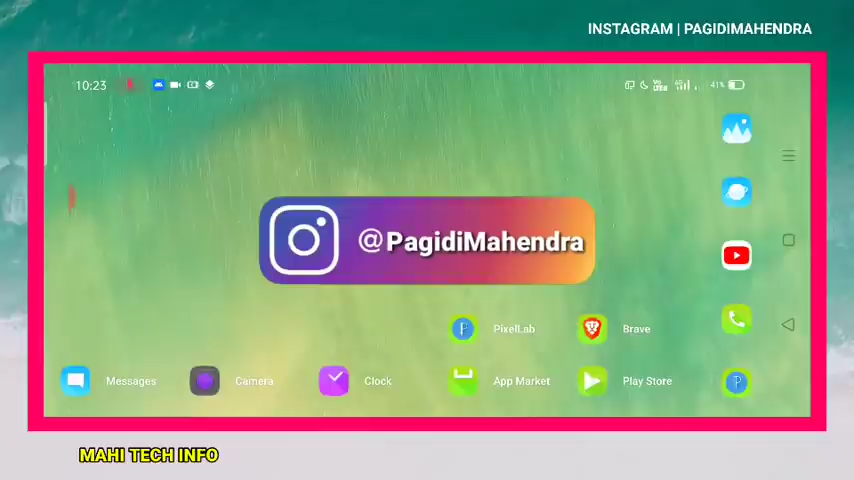 INSTAGRAM | PAGIDIMAHENDRA
10:23
41%
@PagidiMahendra
PixelLab
Brave
Messages
Camera
Clock
App Market
Play Store
MAHI TECH INFO